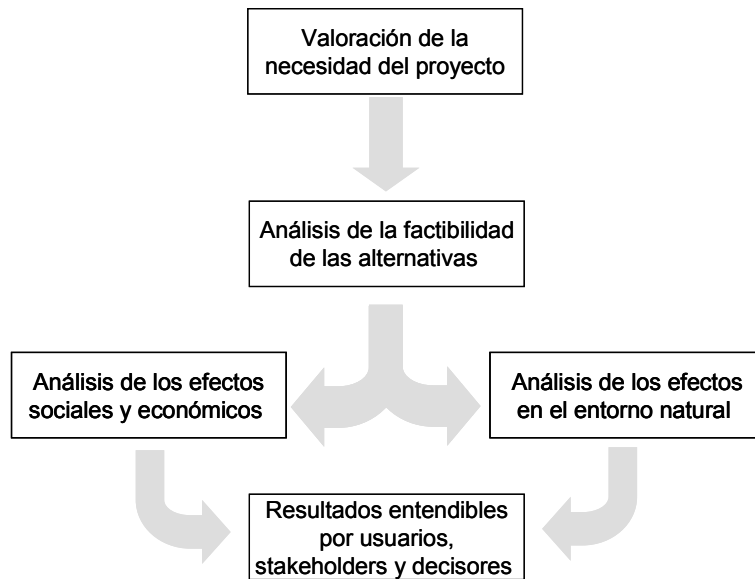 Valoración de la
necesidad del proyecto
Análisis de la factibilidad
de las alternativas
Análisis de los efectos
sociales y económicos
Análisis de los efectos
en el entorno natural
Resultados entendibles
por usuarios,
stakeholders y decisores